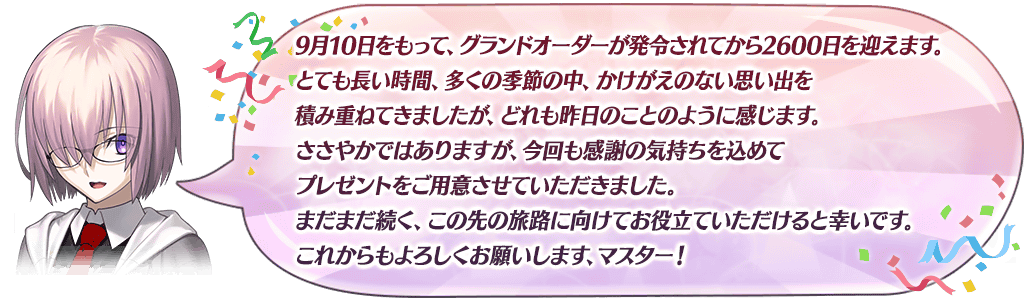 9月10日をもって、グランドオーダーが発令されてから2600日を迎えます。
とても長い時間、多くの季節の中、かけがえのない思い出を
積み重ねてきましたが、どれも昨日のことのように感じます。
ささやかではありますが、今回も感謝の気持ちを込めて
プレゼントをご用意させていただきました。
まだまだ続く、この先の旅路に向けてお役立ていただけると幸いです。
これからもよろしくお願いします、マスター！